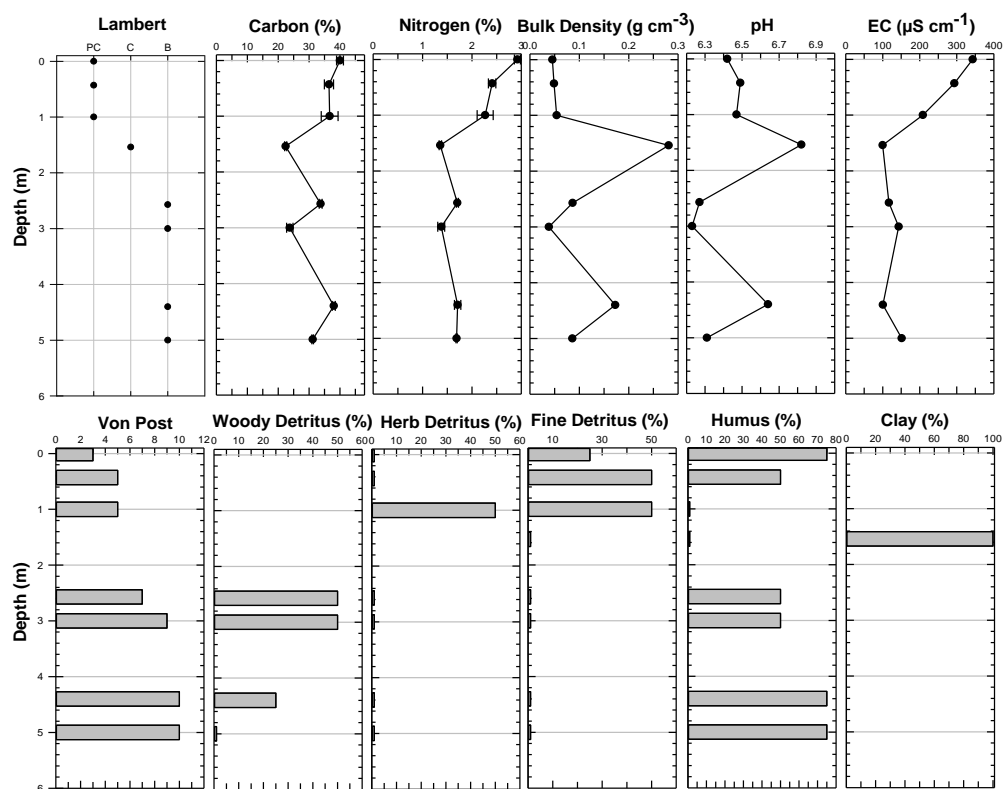 Lambert
Carbon (%)
Nitrogen (%)
Bulk Density (g cm-3)
pH
EC (µS cm-1)
PC C B
0 10 20 30 40
0 1 2 3
0.0 0.1 0.2 0.3
6.3 6.5 6.7 6.9
0 100 200 300 400
Depth (m)
0
1
2
3
4
5
6
Von Post
Woody Detritus (%)
Herb Detritus (%)
Fine Detritus (%)
Humus (%)
Clay (%)
0 2 4 6 8 10 12
0 10 20 30 40 50 60
0 10 20 30 40 50 60
10 30 50
0 10 20 30 40 50 60 70 80
20 40 60 80 100
Depth (m)
0
1
2
3
4
5
6